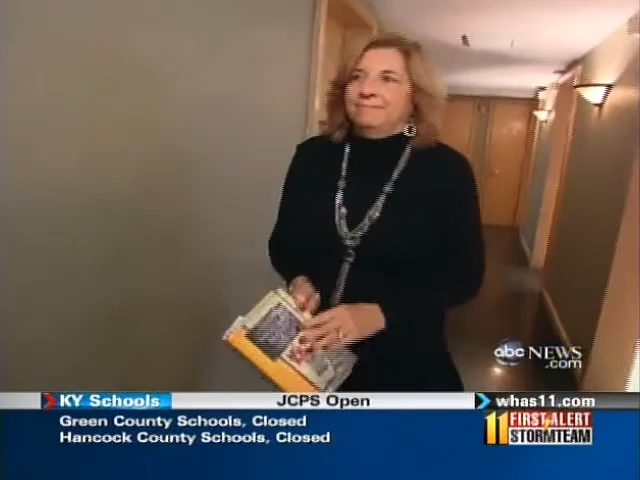 abc NEWS
.com
KY Schools
JCPS Open
whas11.com
Green County Schools, Closed
Hancock County Schools, Closed
11 FIRST ALERT
STORMTEAM